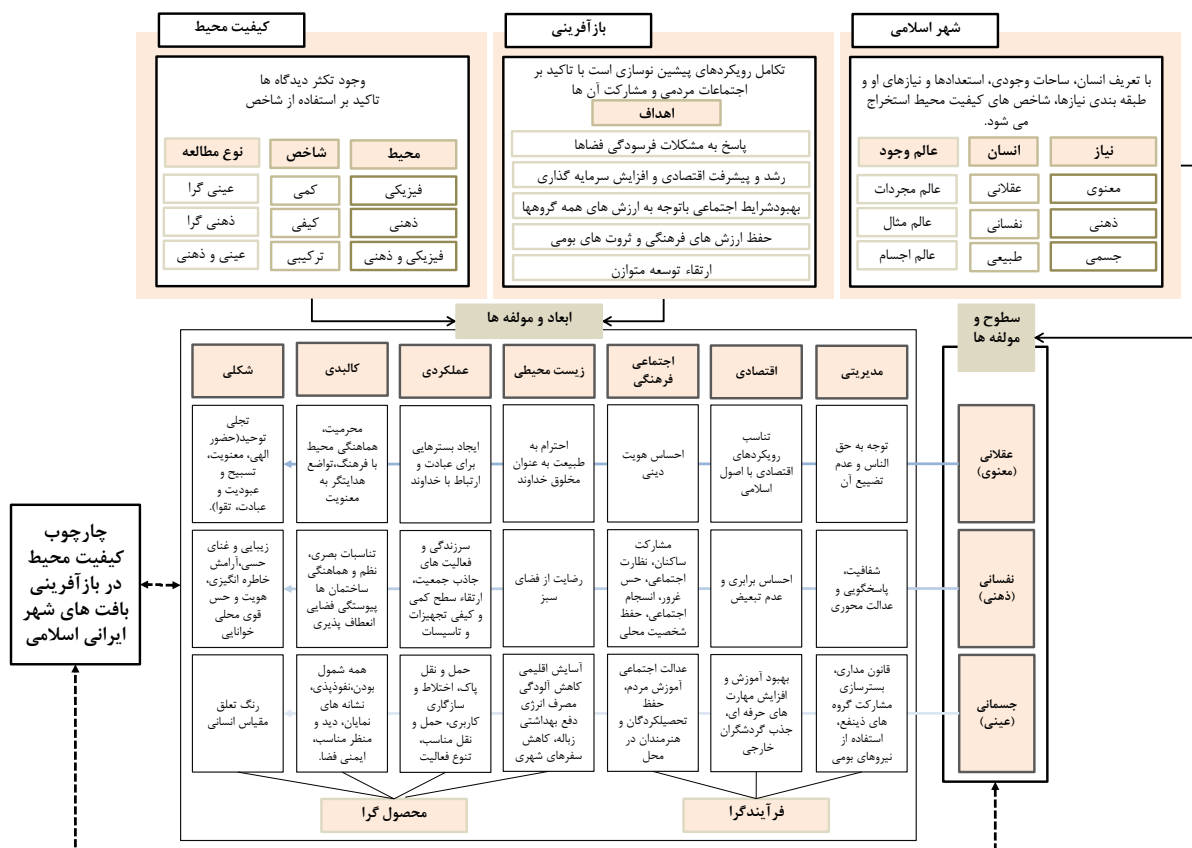 شهر اسلامی
با تعریف انسان، ساحات وجودی، استعدادها و نیازهای او و
طبقه بندی نیازها، شاخص های کیفیت محیط استخراج
می شود.
نیاز
انسان
عالم وجود
معنوی
عقلانی
عالم مجردات
ذهنی
نفسانی
عالم مثال
جسمی
طبیعی
عالم اجسام
بازآفرینی
تکامل رویکردهای پیشین نوسازی است با تاکید بر
اجتماعات مردمی و مشارکت آن ها
اهداف
پاسخ به مشکلات فرسودگی فضاها
رشد و پیشرفت اقتصادی و افزایش سرمایه گذاری
بهبودشرایط اجتماعی باتوجه به ارزش های همه گروهها
حفظ ارزش های فرهنگی و ثروت های بومی
ارتقاء توسعه متوازن
کیفیت محیط
وجود تکثر دیدگاه ها
تاکید بر استفاده از شاخص
محیط
شاخص
نوع مطالعه
فیزیکی
کمی
عینی گرا
ذهنی
کیفی
ذهنی گرا
فیزیکی و ذهنی
ترکیبی
عینی و ذهنی
سطوح و
مولفه ها
ابعاد و مولفه ها
مدیریتی
اقتصادی
اجتماعی
فرهنگی
زیست محیطی
عملکردی
کالبدی
شکلی
عقلانی
(معنوی)
توجه به حق
الناس و عدم
تضییع آن
تناسب
رویکردهای
اقتصادی با اصول
اسلامی
احساس هویت
دینی
احترام به
طبیعت به عنوان
مخلوق خداوند
ایجاد بسترهایی
برای عبادت و
ارتباط با خداوند
محرمیت،
هماهنگی محیط
با فرهنگ،تواضع
هدایتگر به
معنویت
تجلی
توحید(حضور
الهی، معنویت،
تسبیح و
عبودیت و
عبادت، تقوا).
نفسانی
(ذهنی)
شفافیت،
پاسخگویی و
عدالت محوری
احساس برابری و
عدم تبعیض
مشارکت
ساکنان، نظارت
اجتماعی، حس
غرور، انسجام
اجتماعی، حفظ
شخصیت محلی
رضایت از فضای
سبز
سرزندگی و
فعالیت های
جاذب جمعیت،
ارتقاء سطح کمی
و کیفی تجهیزات
و تاسیسات
تناسبات بصری،
نظم و هماهنگی
ساختمان ها
پیوستگی فضایی
انعطاف پذیری
زیبایی و غنای
حسی،آرامش
خاطره انگیزی،
هویت و حس
قوی محلی
خوانایی
جسمانی
(عینی)
قانون مداری،
بسترسازی
مشارکت گروه
های ذینفع،
استفاده از
نیروهای بومی
بهبود آموزش و
افزایش مهارت
های حرفه ای،
جذب گردشگران
خارجی
عدالت اجتماعی
آموزش مردم،
حفظ
تحصیلکردگان و
هنرمندان در
محل
آسایش اقلیمی
کاهش آلودگی
مصرف انرژی
دفع بهداشتی
زباله، کاهش
سفرهای شهری
حمل و نقل
پاک، اختلاط و
سازگاری
کاربری، حمل و
نقل مناسب،
تنوع فعالیت
همه شمول
بودن،نفوذپذی،
نشانه های
نمایان، دید و
منظر مناسب،
ایمنی فضا.
رنگ تعلق
مقیاس انسانی
فرآیندگرا
محصول گرا
چارچوب
کیفیت محیط
در بازآفرینی
بافت های شهر
ایرانی اسلامی